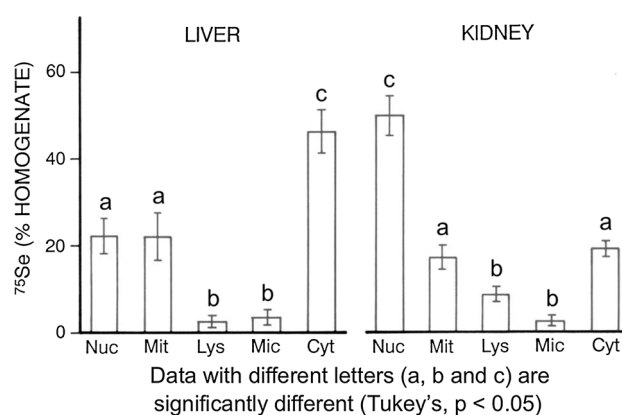 LIVER
KIDNEY
⁷⁵Se (% HOMOGENATE)
60
40
20
0
a
a
b
b
c
c
a
b
b
a
Nuc Mit Lys Mic Cyt
Nuc Mit Lys Mic Cyt
Data with different letters (a, b and c) are
significantly different (Tukey's, p < 0.05)